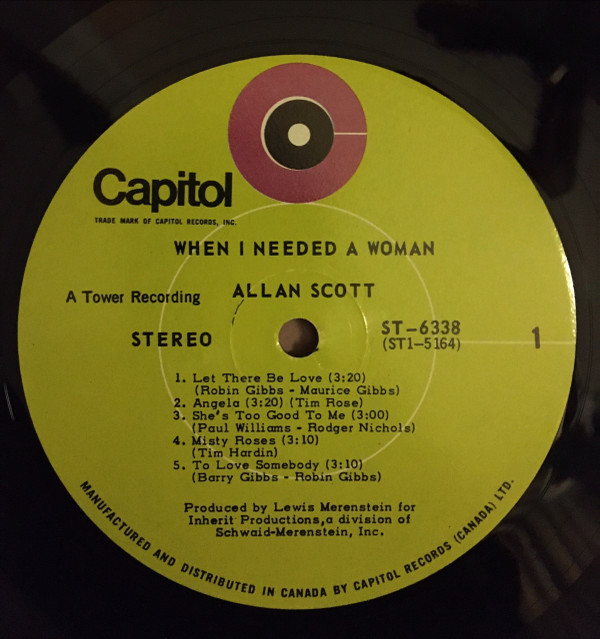 Capitol
TRADE MARK OF CAPITOL RECORDS, INC.
WHEN I NEEDED A WOMAN
A Tower Recording
ALLAN SCOTT
STEREO
ST-6338
(ST1-5164)
1
1. Let There Be Love (3:20)
(Robin Gibbs - Maurice Gibbs)
2. Angela (3:20) (Tim Rose)
3. She's Too Good To Me (3:00)
(Paul Williams - Rodger Nichols)
4. Misty Roses (3:10)
(Tim Hardin)
5. To Love Somebody (3:10)
(Barry Gibbs - Robin Gibbs)
Produced by Lewis Merenstein for
Inherit Productions,a division of
Schwaid-Merenstein, Inc.
MANUFACTURED AND DISTRIBUTED IN CANADA BY CAPITOL RECORDS (CANADA) LTD.